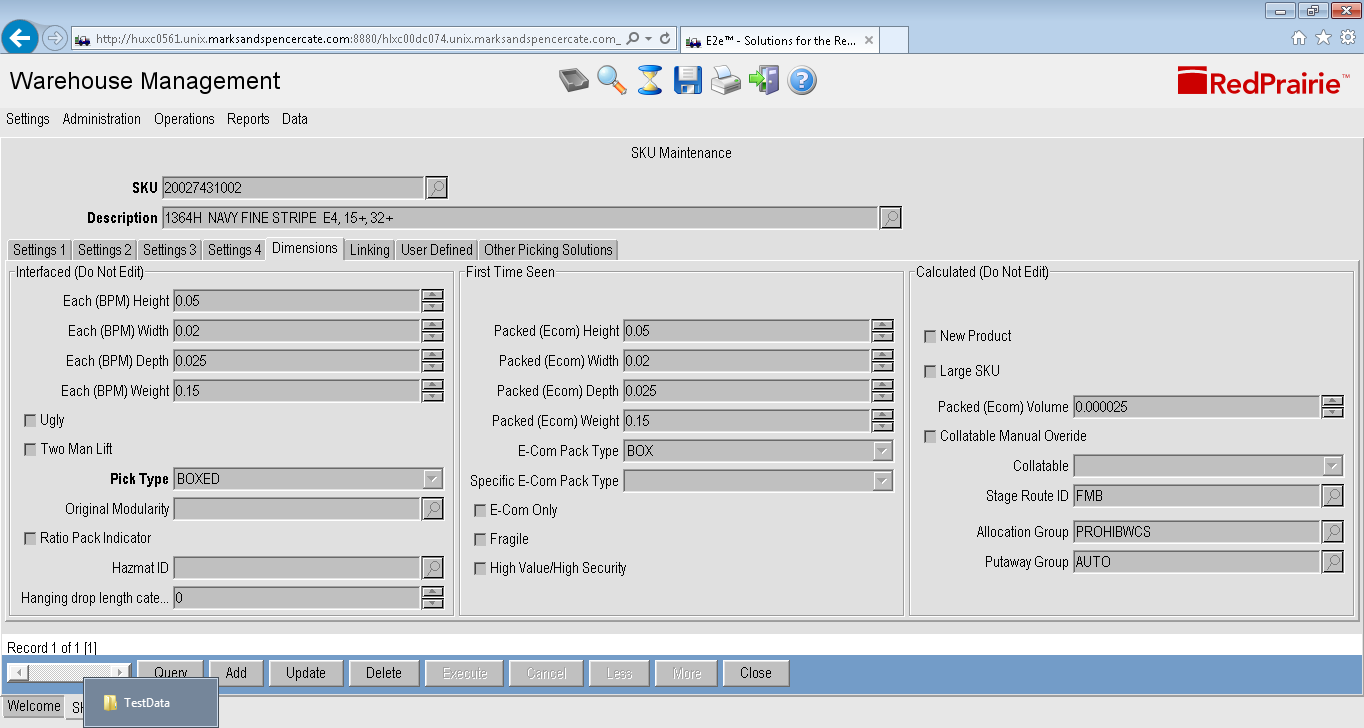 http://huxc0561.unix.marksandspencercate.com:8880/hlxc00dc074.unix.marksandspencercate.com_
E2e™ - Solutions for the Re...
Warehouse Management
RedPrairie™
Settings Administration Operations Reports Data
SKU Maintenance
SKU 20027431002
Description 1364H NAVY FINE STRIPE E4, 15+, 32+
Settings 1 Settings 2 Settings 3 Settings 4 Dimensions Linking User Defined Other Picking Solutions
Interfaced (Do Not Edit)
Each (BPM) Height 0.05
Each (BPM) Width 0.02
Each (BPM) Depth 0.025
Each (BPM) Weight 0.15
Ugly
Two Man Lift
Pick Type BOXED
Original Modularity
Ratio Pack Indicator
Hazmat ID
Hanging drop length cate... 0
First Time Seen
Packed (Ecom) Height 0.05
Packed (Ecom) Width 0.02
Packed (Ecom) Depth 0.025
Packed (Ecom) Weight 0.15
E-Com Pack Type BOX
Specific E-Com Pack Type
E-Com Only
Fragile
High Value/High Security
Calculated (Do Not Edit)
New Product
Large SKU
Packed (Ecom) Volume 0.000025
Collatable Manual Overide
Collatable
Stage Route ID FMB
Allocation Group PROHIBWCS
Putaway Group AUTO
Record 1 of 1 [1]
Query Add Update Delete Execute Cancel Less More Close
Welcome
TestData